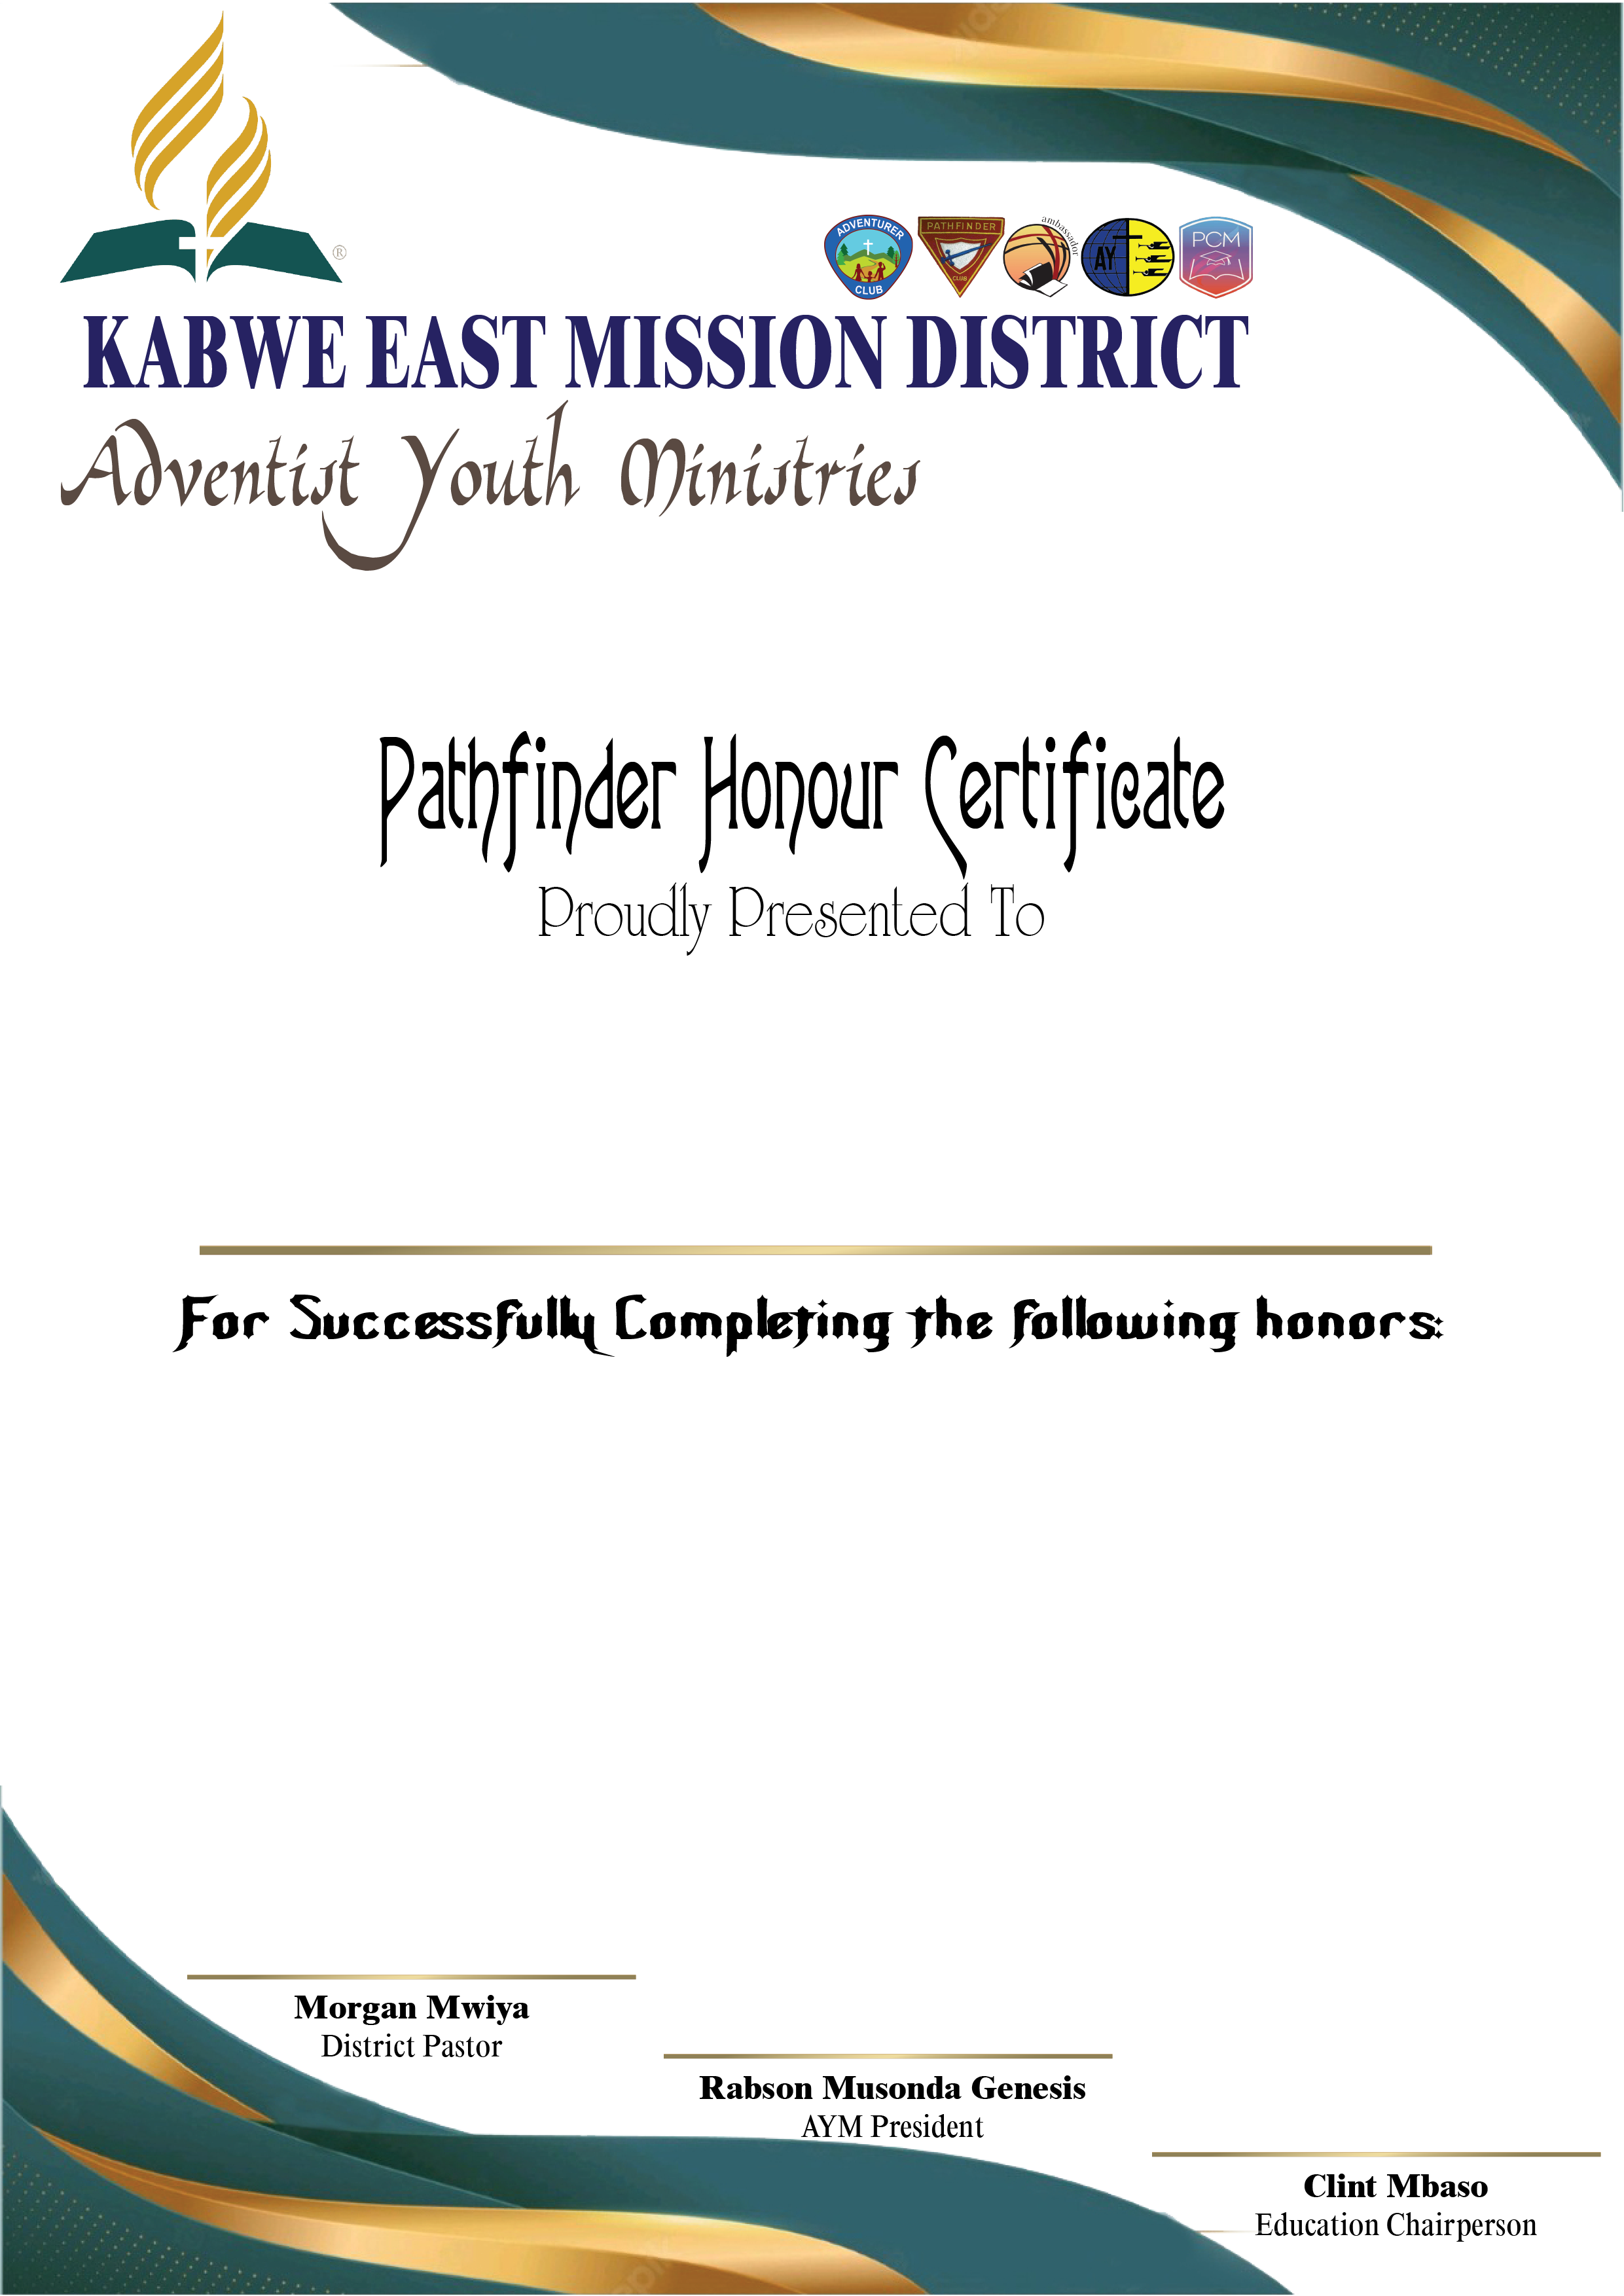 ®
ADVENTURER
CLUB
PATHFINDER
CLUB
ambassador
AY
PCM
KABWE EAST MISSION DISTRICT
Adventist Youth Ministries
Pathfinder Honour Certificate
Proudly Presented To
For Successfully Completing the following honors:
Morgan Mwiya
District Pastor
Rabson Musonda Genesis
AYM President
Clint Mbaso
Education Chairperson